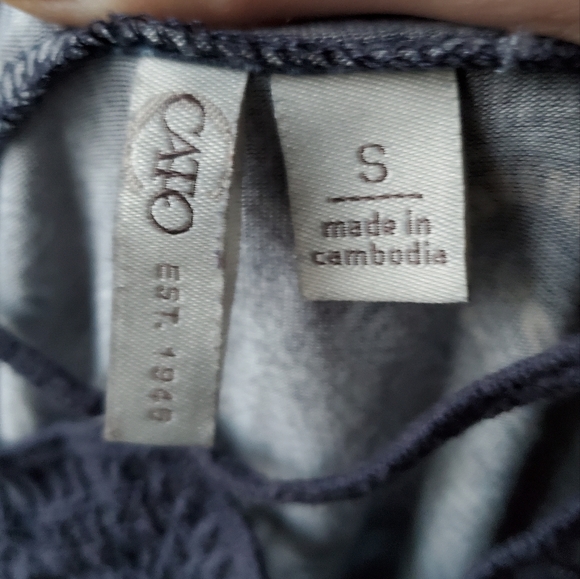 CATO
EST. 1946
S
made in
cambodia